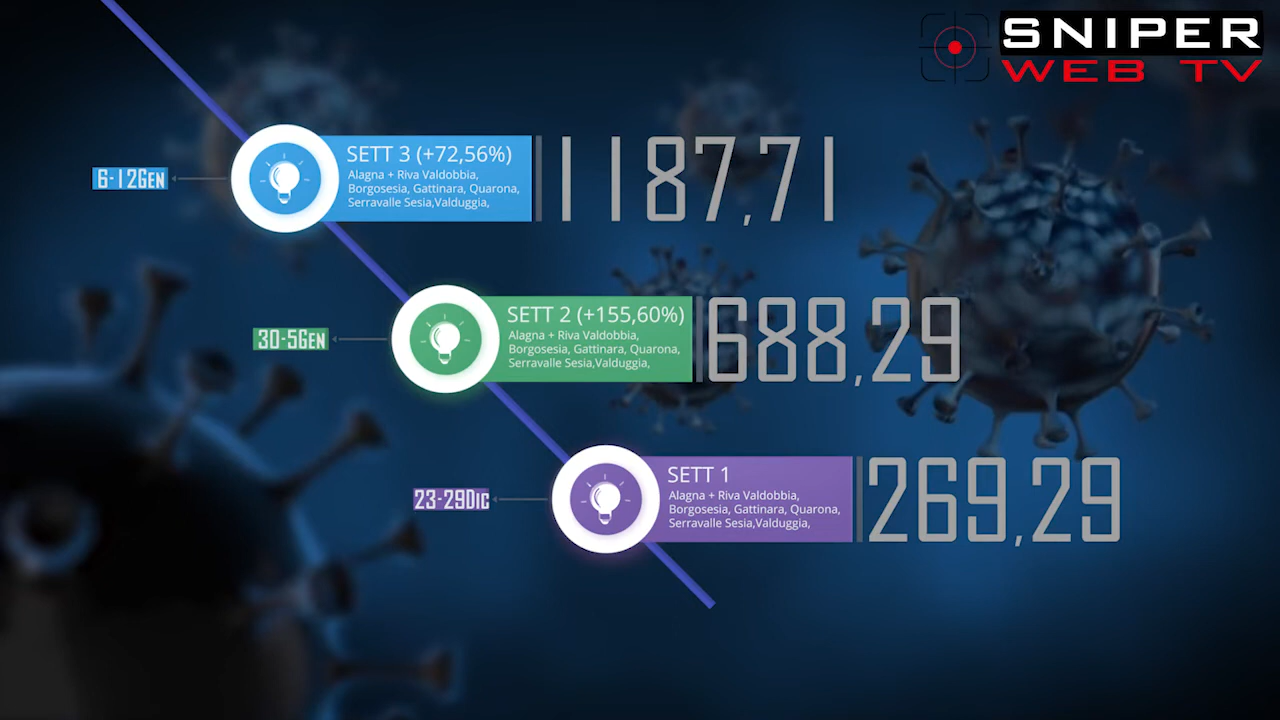 SNIPER
WEB TV
6-12GEN
SETT 3 (+72,56%)
Alagna + Riva Valdobbia,
Borgosesia, Gattinara, Quarona,
Serravalle Sesia,Valduggia,
1187,71
30-5GEN
SETT 2 (+155,60%)
Alagna + Riva Valdobbia,
Borgosesia, Gattinara, Quarona,
Serravalle Sesia,Valduggia,
688,29
23-29DIC
SETT 1
Alagna + Riva Valdobbia,
Borgosesia, Gattinara, Quarona,
Serravalle Sesia,Valduggia,
269,29